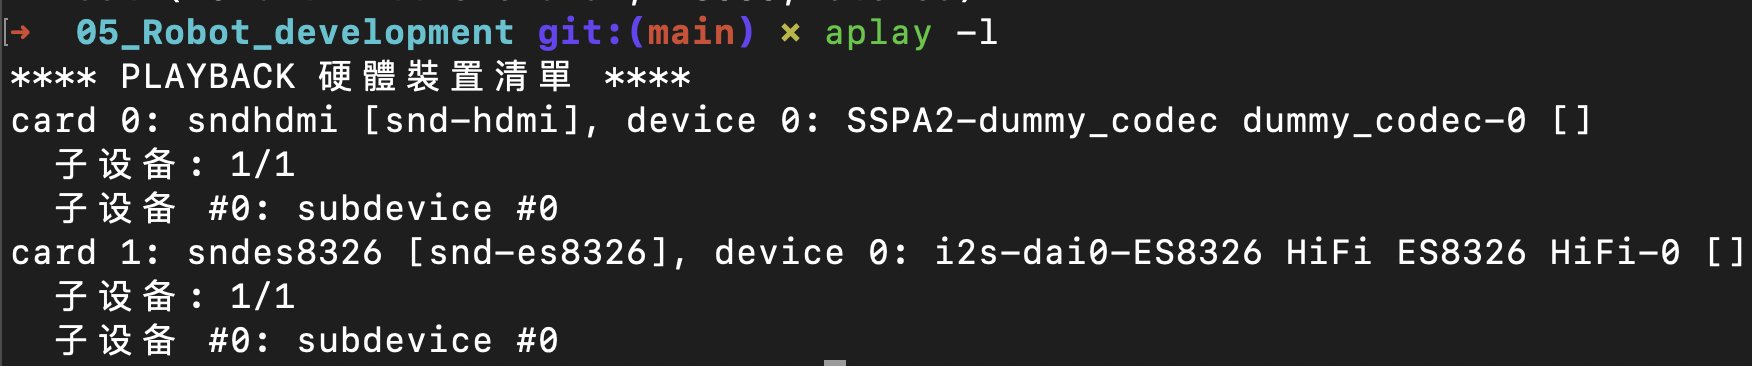 ➜ 05_Robot_development git:(main) × aplay -l
**** PLAYBACK 硬體裝置清單 ****
card 0: sndhdmi [snd-hdmi], device 0: SSPA2-dummy_codec dummy_codec-0 []
  子设备: 1/1
  子设备 #0: subdevice #0
card 1: sndes8326 [snd-es8326], device 0: i2s-dai0-ES8326 HiFi ES8326 HiFi-0 []
  子设备: 1/1
  子设备 #0: subdevice #0